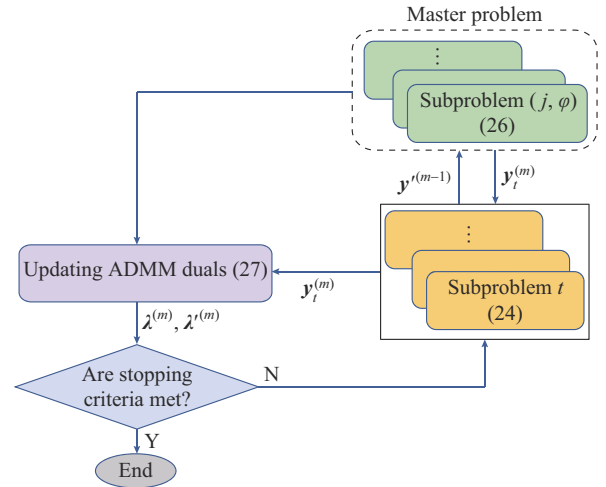 Master problem
⋮
Subproblem (j, φ)
(26)
y′^(m−1)
y_t^(m)
⋮
Subproblem t
(24)
Updating ADMM duals (27)
y_t^(m)
λ^(m), λ′^(m)
Are stopping
criteria met?
N
Y
End